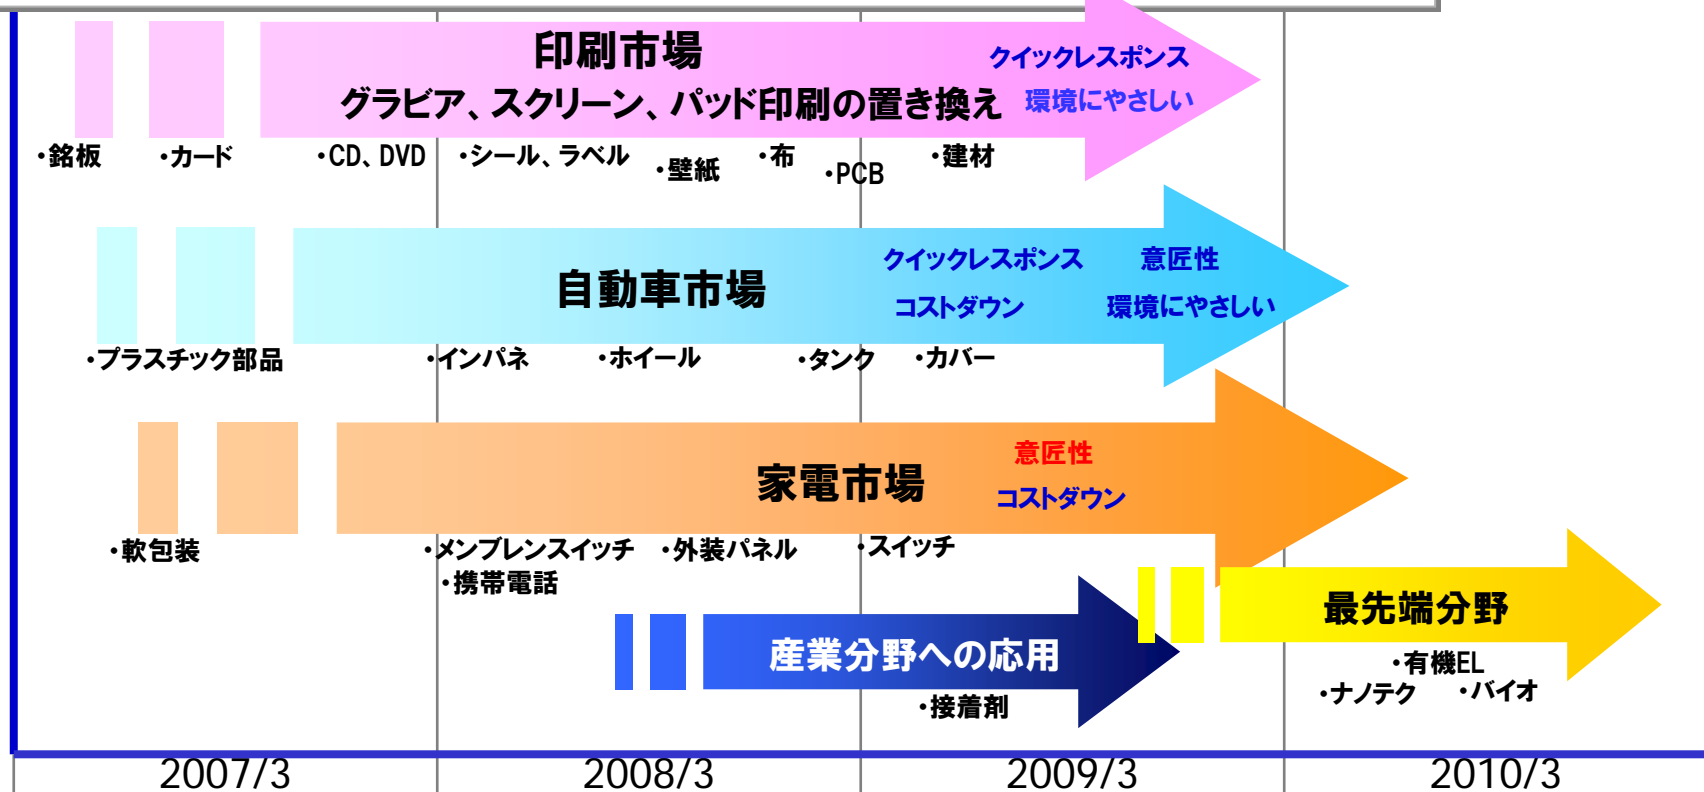 印刷市場
クイックレスポンス
グラビア、スクリーン、パッド印刷の置き換え
環境にやさしい
・銘板
・カード
・CD、DVD
・シール、ラベル
・壁紙
・布
・PCB
・建材
自動車市場
クイックレスポンス
意匠性
コストダウン
環境にやさしい
・プラスチック部品
・インパネ
・ホイール
・タンク
・カバー
家電市場
意匠性
コストダウン
・軟包装
・メンブレンスイッチ
・外装パネル
・スイッチ
・携帯電話
最先端分野
産業分野への応用
・有機EL
・ナノテク
・バイオ
・接着剤
2007/3
2008/3
2009/3
2010/3